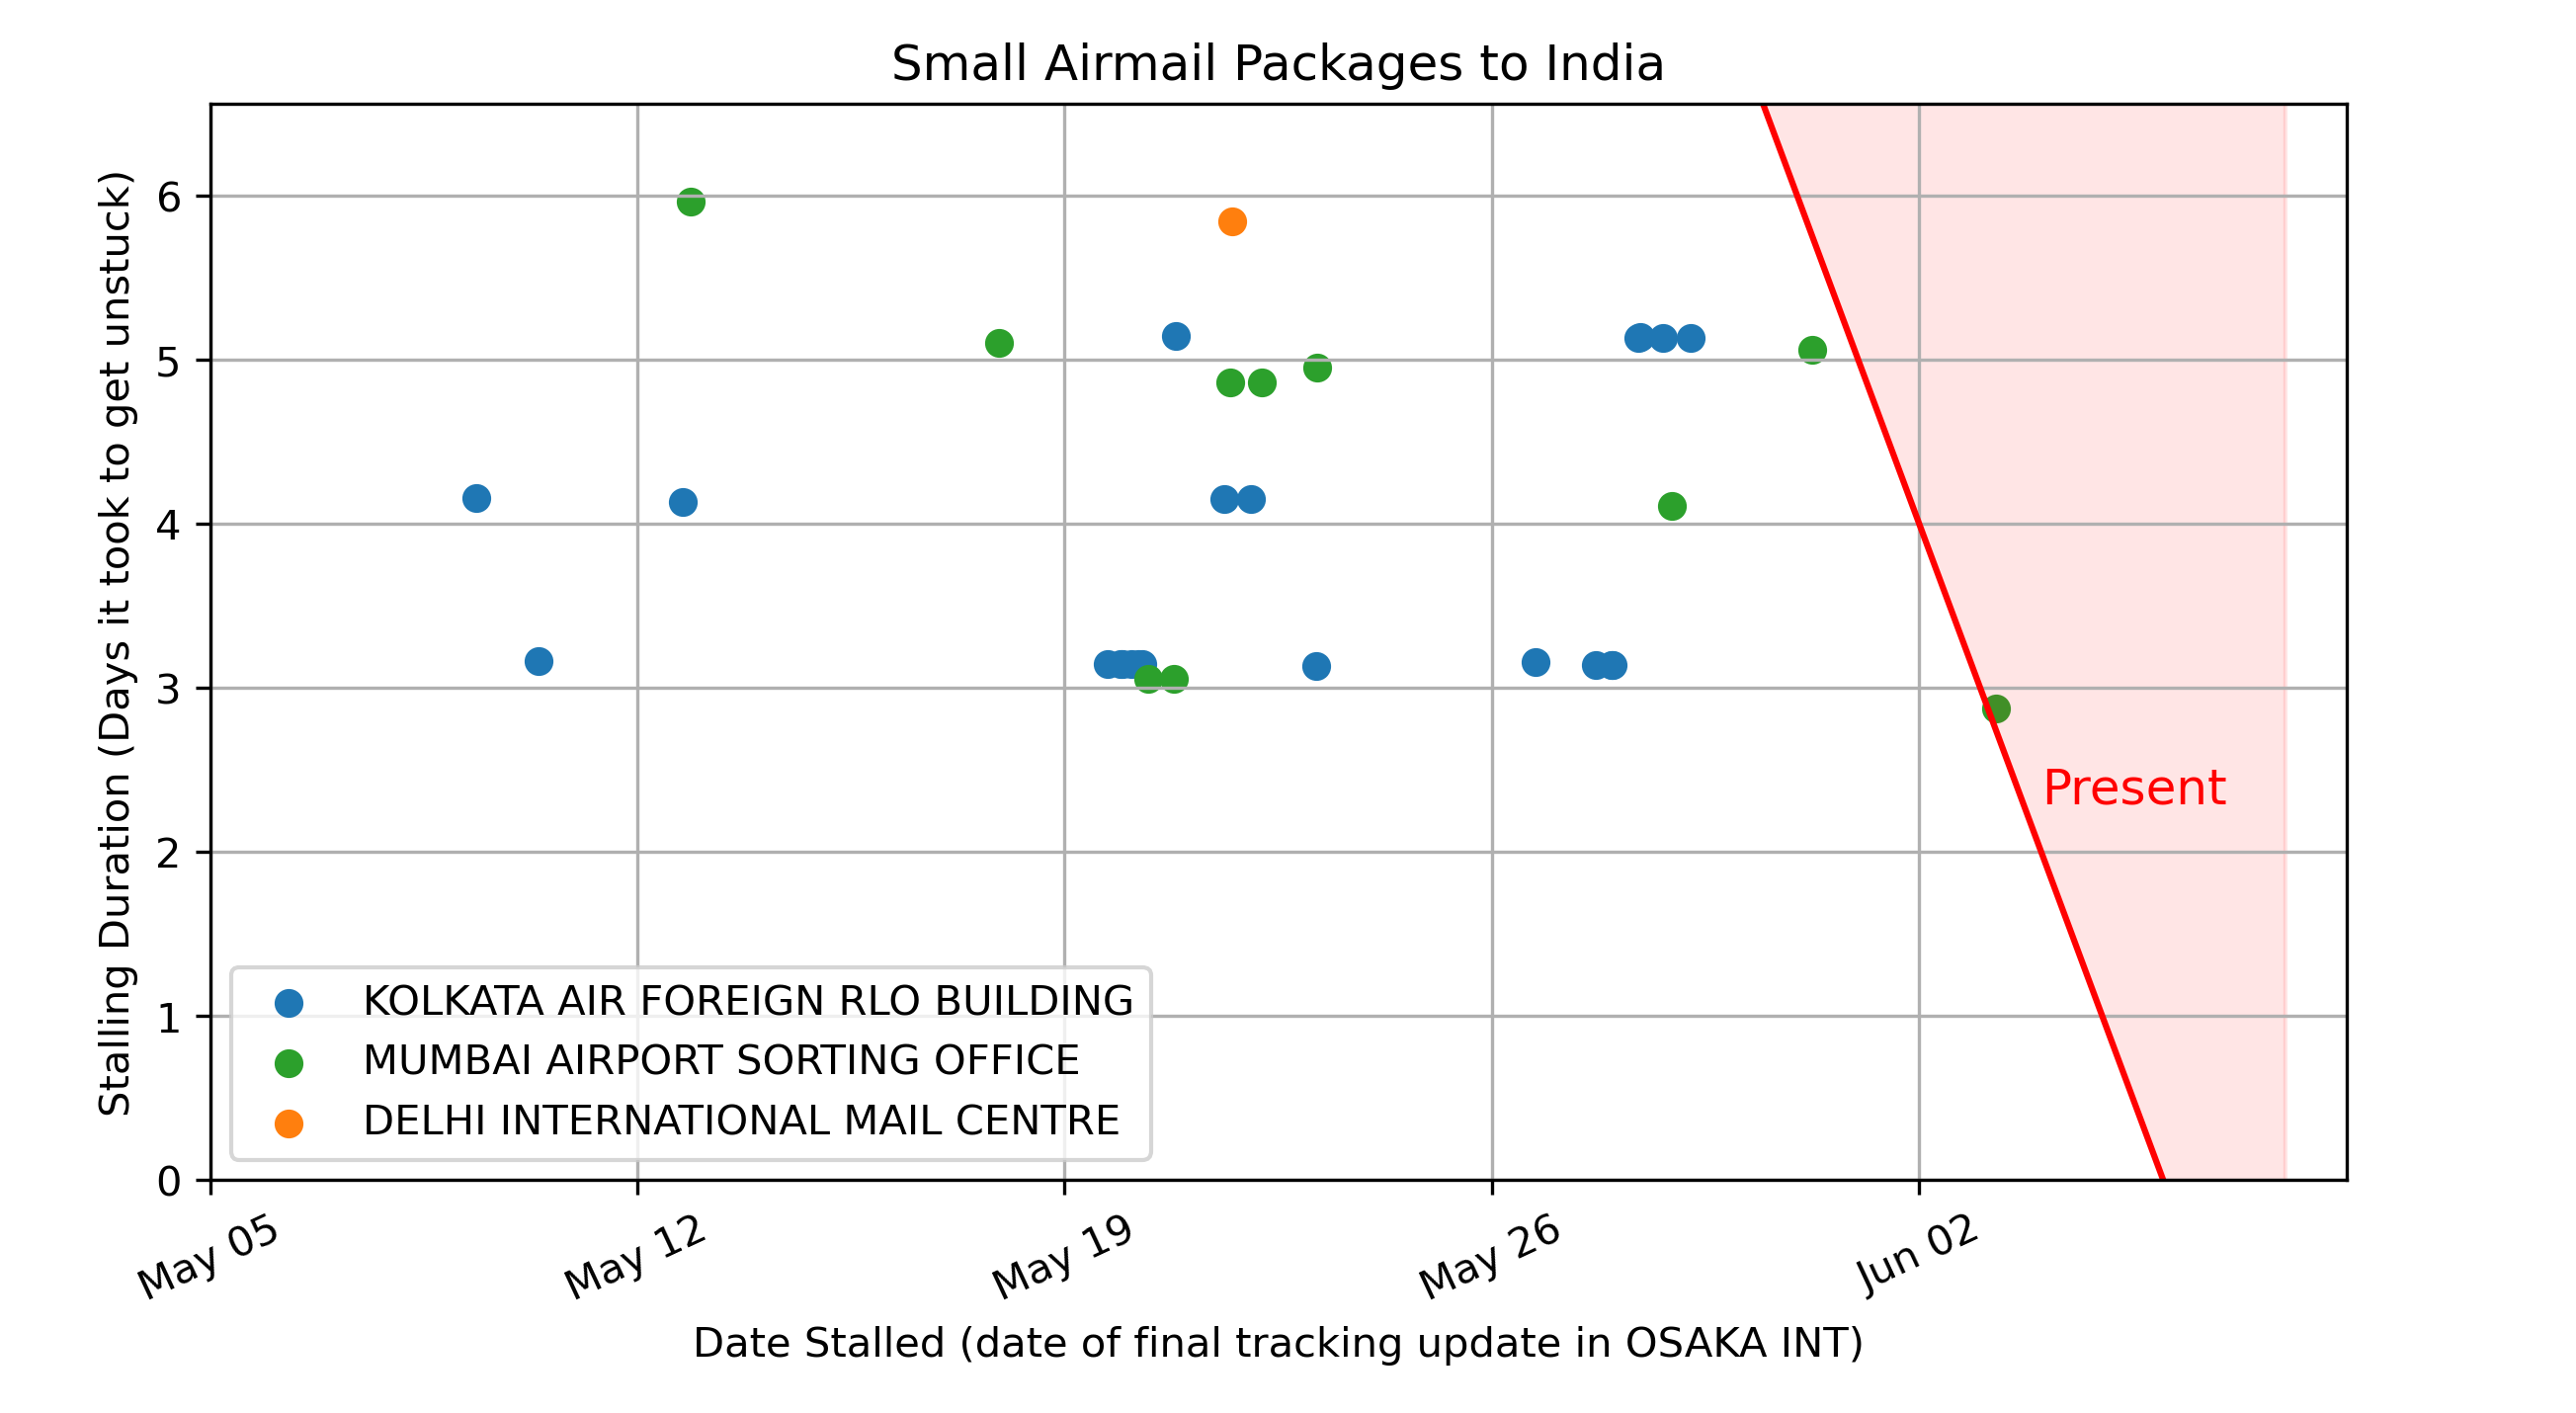 Small Airmail Packages to India
Stalling Duration (Days it took to get unstuck)
6
5
4
3
2
1
0
Present
KOLKATA AIR FOREIGN RLO BUILDING
MUMBAI AIRPORT SORTING OFFICE
DELHI INTERNATIONAL MAIL CENTRE
May 05
May 12
May 19
May 26
Jun 02
Date Stalled (date of final tracking update in OSAKA INT)